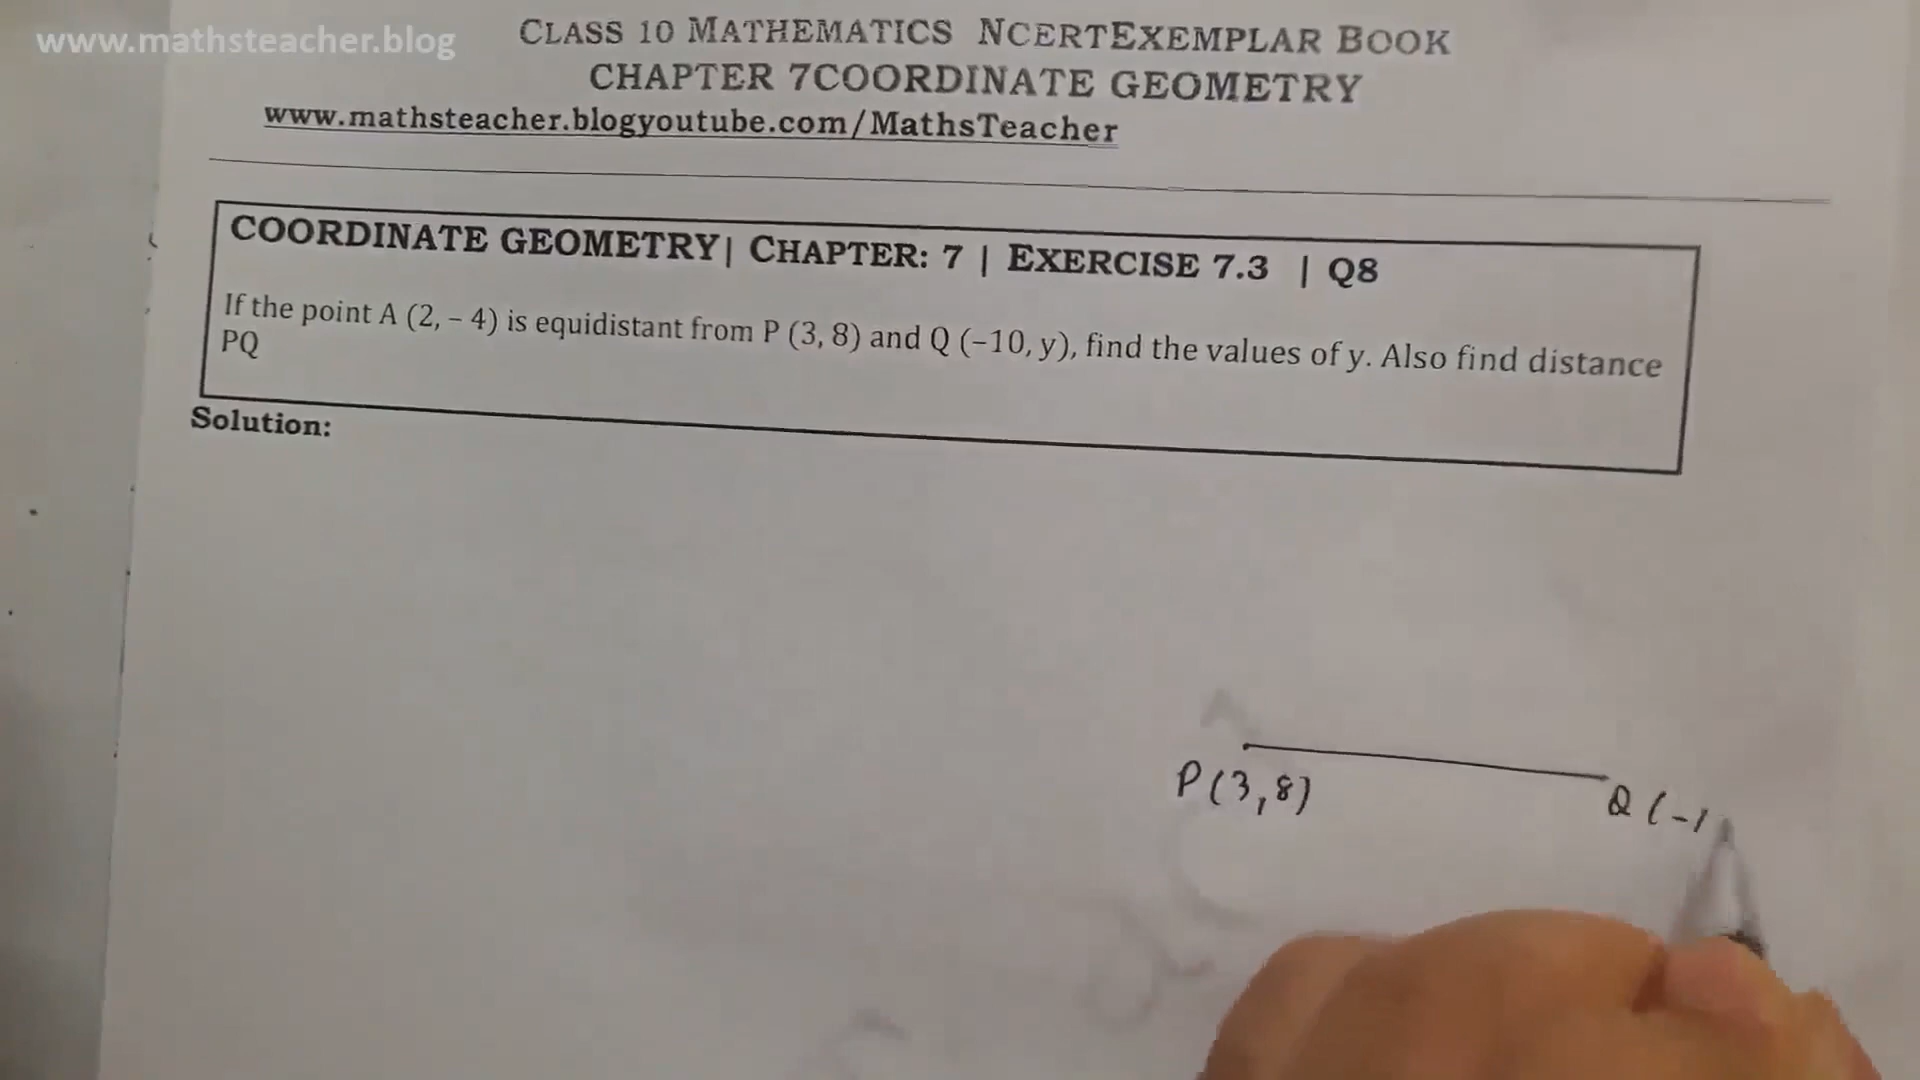 www.mathsteacher.blog
CLASS 10 MATHEMATICS NCERTEXEMPLAR BOOK
CHAPTER 7COORDINATE GEOMETRY
www.mathsteacher.blogyoutube.com/MathsTeacher
COORDINATE GEOMETRY| CHAPTER: 7 | EXERCISE 7.3 | Q8
If the point A (2, – 4) is equidistant from P (3, 8) and Q (–10, y), find the values of y. Also find distance
PQ
Solution:
P(3,8)
Q(-1